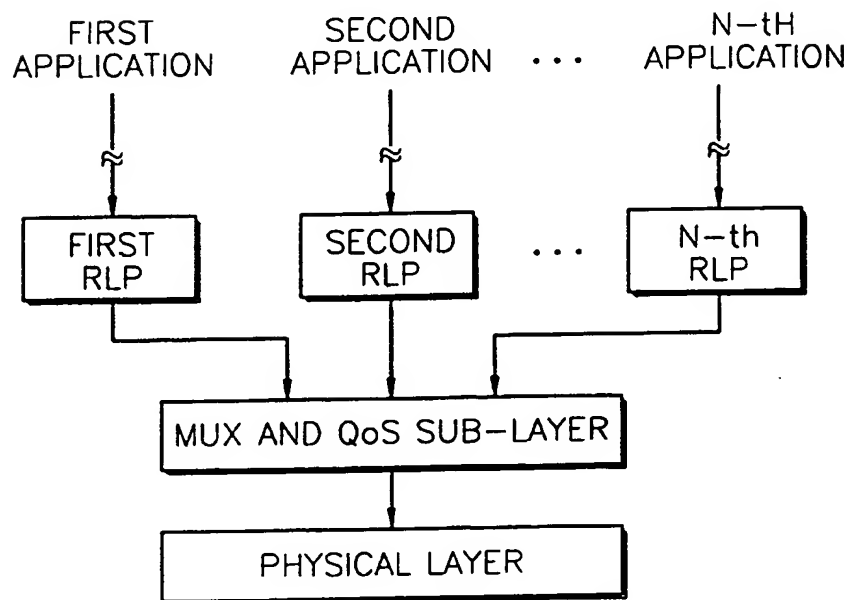 FIRST
APPLICATION
SECOND
APPLICATION
...
N-tH
APPLICATION
FIRST
RLP
SECOND
RLP
...
N-th
RLP
MUX AND QoS SUB-LAYER
PHYSICAL LAYER